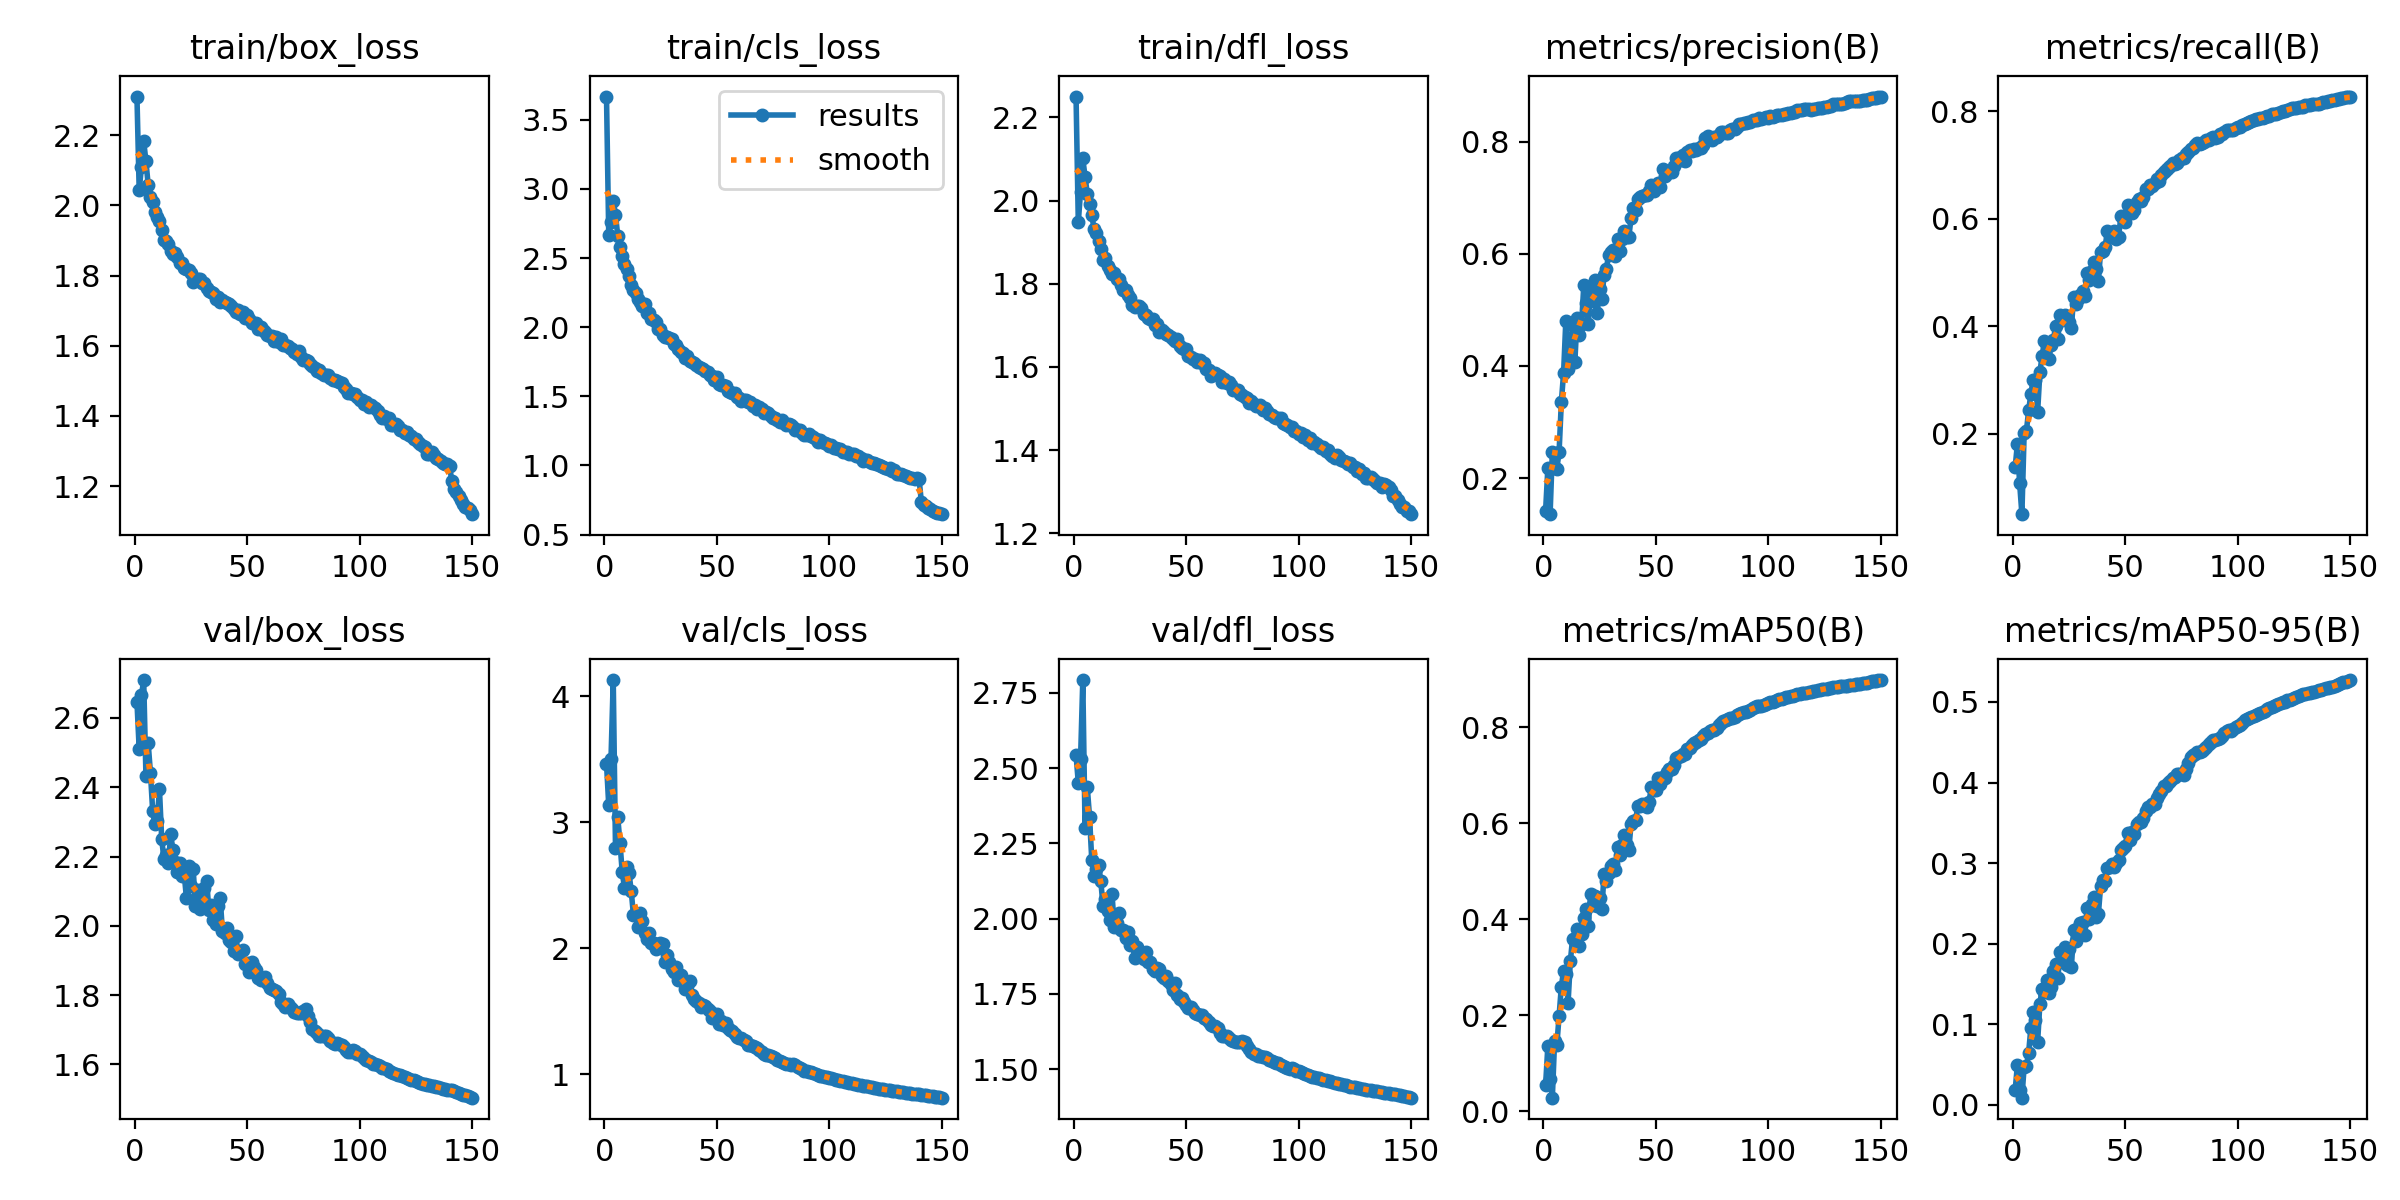 train/box_loss
2.2
2.0
1.8
1.6
1.4
1.2
0 50 100 150
train/cls_loss
results
smooth
3.5
3.0
2.5
2.0
1.5
1.0
0.5
0 50 100 150
train/dfl_loss
2.2
2.0
1.8
1.6
1.4
1.2
0 50 100 150
metrics/precision(B)
0.8
0.6
0.4
0.2
0 50 100 150
metrics/recall(B)
0.8
0.6
0.4
0.2
0 50 100 150
val/box_loss
2.6
2.4
2.2
2.0
1.8
1.6
0 50 100 150
val/cls_loss
4
3
2
1
0 50 100 150
val/dfl_loss
2.75
2.50
2.25
2.00
1.75
1.50
0 50 100 150
metrics/mAP50(B)
0.8
0.6
0.4
0.2
0.0
0 50 100 150
metrics/mAP50-95(B)
0.5
0.4
0.3
0.2
0.1
0.0
0 50 100 150